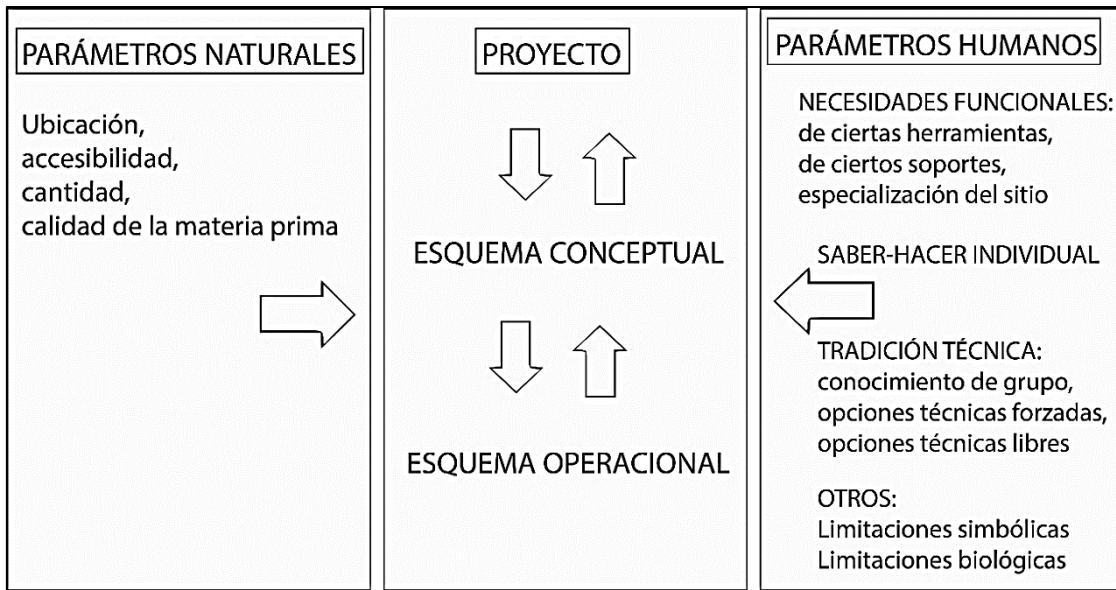 PARÁMETROS NATURALES
Ubicación,
accesibilidad,
cantidad,
calidad de la materia prima
PROYECTO
ESQUEMA CONCEPTUAL
ESQUEMA OPERACIONAL
PARÁMETROS HUMANOS
NECESIDADES FUNCIONALES:
de ciertas herramientas,
de ciertos soportes,
especialización del sitio
SABER-HACER INDIVIDUAL
TRADICIÓN TÉCNICA:
conocimiento de grupo,
opciones técnicas forzadas,
opciones técnicas libres
OTROS:
Limitaciones simbólicas
Limitaciones biológicas